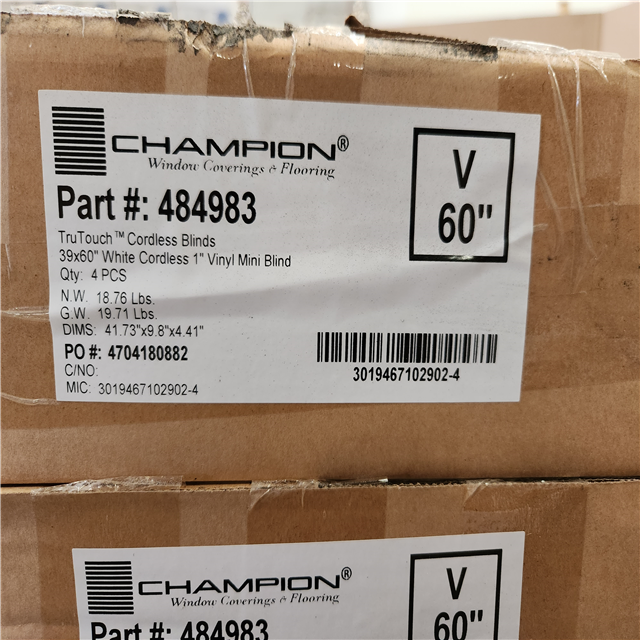 CHAMPION®
Window Coverings & Flooring
V
60"
Part #: 484983
TruTouch™ Cordless Blinds
39x60" White Cordless 1" Vinyl Mini Blind
Qty: 4 PCS
N.W. 18.76 Lbs.
G.W. 19.71 Lbs.
DIMS: 41.73"x9.8"x4.41"
PO #: 4704180882
C/NO:
MIC: 3019467102902-4
3019467102902-4
CHAMPION®
Window Coverings & Flooring
V
60"
Part #: 484983